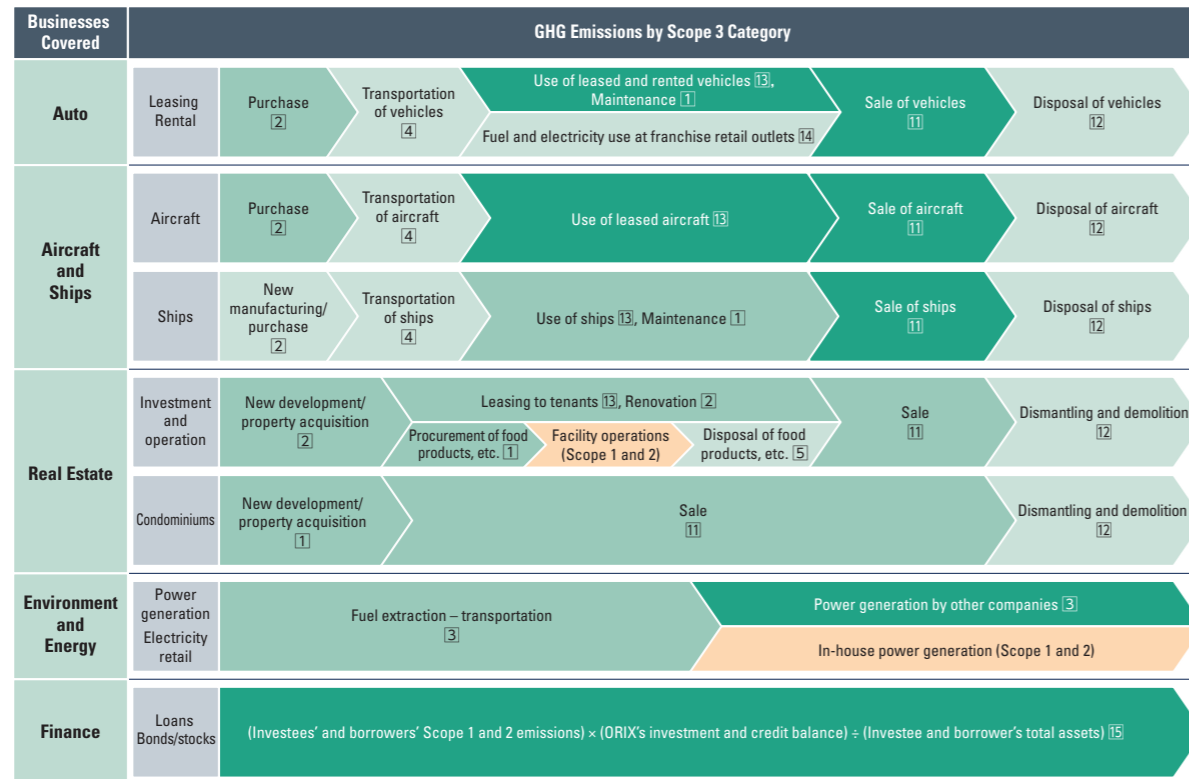 Businesses
Covered
GHG Emissions by Scope 3 Category
Auto
Leasing
Rental
Purchase
2
Transportation
of vehicles
4
Use of leased and rented vehicles 13,
Maintenance 1
Fuel and electricity use at franchise retail outlets 14
Sale of vehicles
11
Disposal of vehicles
12
Aircraft
and
Ships
Aircraft
Purchase
2
Transportation
of aircraft
4
Use of leased aircraft 13
Sale of aircraft
11
Disposal of aircraft
12
Ships
New
manufacturing/
purchase
2
Transportation
of ships
4
Use of ships 13, Maintenance 1
Sale of ships
11
Disposal of ships
12
Real Estate
Investment
and
operation
New development/
property acquisition
2
Leasing to tenants 13, Renovation 2
Procurement of food
products, etc. 1
Facility operations
(Scope 1 and 2)
Disposal of food
products, etc. 5
Sale
11
Dismantling and demolition
12
Condominiums
New development/
property acquisition
1
Sale
11
Dismantling and demolition
12
Environment
and
Energy
Power
generation
Electricity
retail
Fuel extraction – transportation
3
Power generation by other companies 3
In-house power generation (Scope 1 and 2)
Finance
Loans
Bonds/stocks
(Investees’ and borrowers’ Scope 1 and 2 emissions) × (ORIX’s investment and credit balance) ÷ (Investee and borrower’s total assets) 15